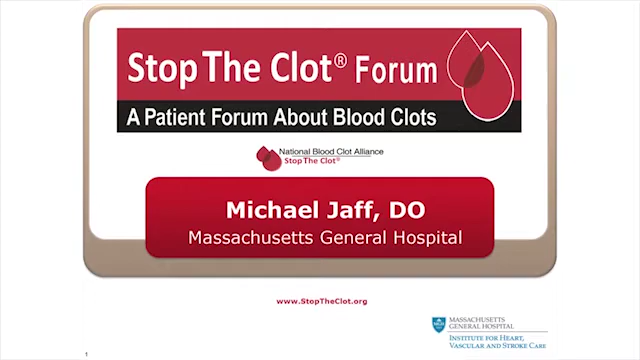 Stop The Clot® Forum
A Patient Forum About Blood Clots
National Blood Clot Alliance
Stop The Clot®
Michael Jaff, DO
Massachusetts General Hospital
www.StopTheClot.org
MASSACHUSETTS
GENERAL HOSPITAL
INSTITUTE FOR HEART,
VASCULAR AND STROKE CARE
1